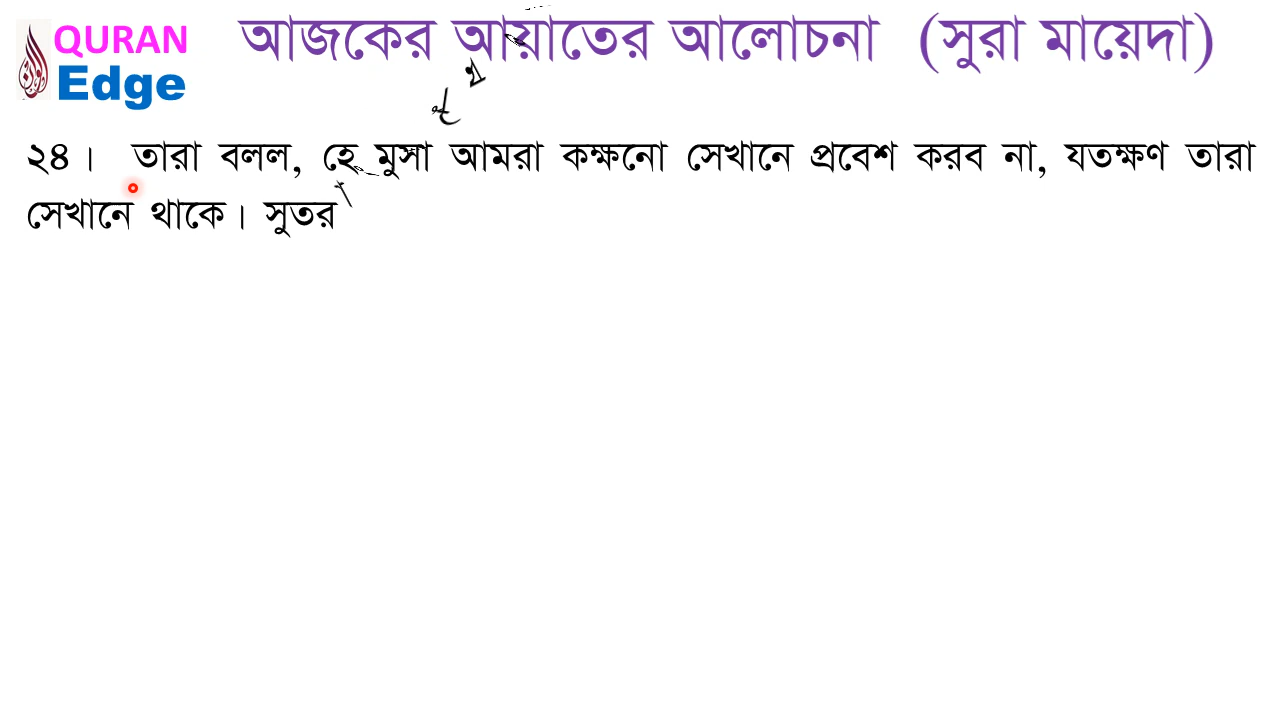 QURAN
Edge
আজকের আয়াতের আলোচনা (সুরা মায়েদা)
২৪। তারা বলল, হে মুসা আমরা কক্ষনো সেখানে প্রবেশ করব না, যতক্ষণ তারা
সেখানে থাকে। সুতর